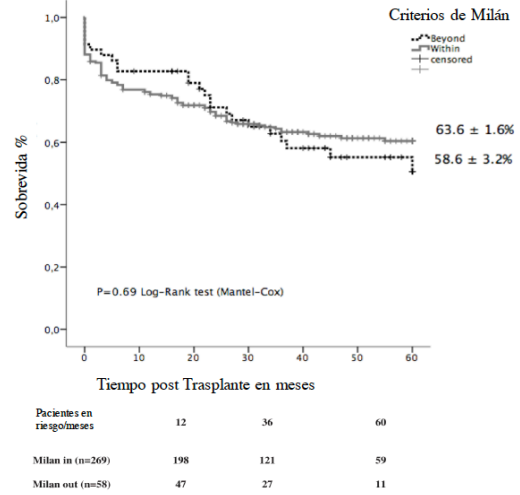 Criterios de Milán
Beyond
Within
censored
1,0
0,8
0,6
0,4
0,2
0,0
Sobrevida %
63.6 ± 1.6%
58.6 ± 3.2%
P=0.69 Log-Rank test (Mantel-Cox)
0 10 20 30 40 50 60
Tiempo post Trasplante en meses
Pacientes en
riesgo/meses 12 36 60
Milan in (n=269) 198 121 59
Milan out (n=58) 47 27 11